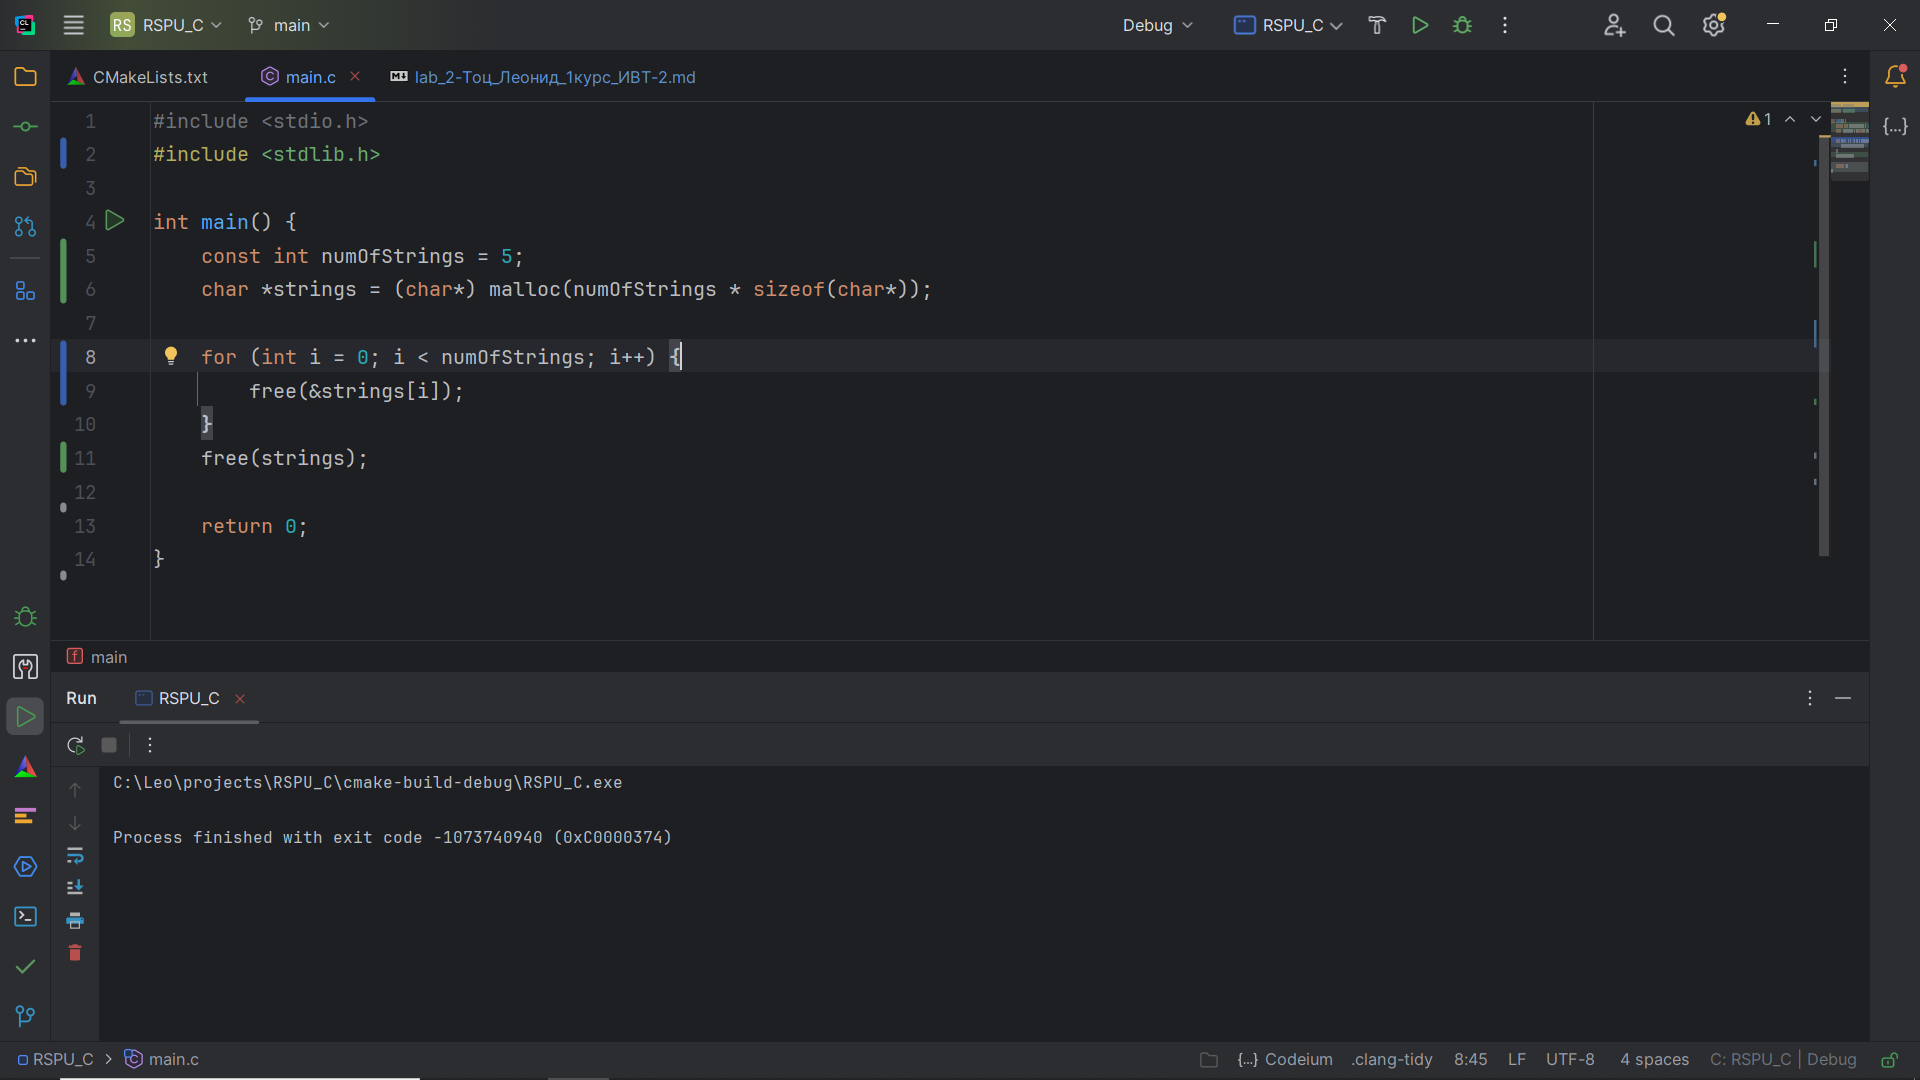 RS RSPU_C main Debug RSPU_C
CMakeLists.txt main.c lab_2-Тоц_Леонид_1курс_ИВТ-2.md
1 #include <stdio.h>
2 #include <stdlib.h>
3
4 int main() {
5 const int numOfStrings = 5;
6 char *strings = (char*) malloc(numOfStrings * sizeof(char*));
7
8 for (int i = 0; i < numOfStrings; i++) {
9 free(&strings[i]);
10 }
11 free(strings);
12
13 return 0;
14 }
1
main
Run RSPU_C
C:\Leo\projects\RSPU_C\cmake-build-debug\RSPU_C.exe
Process finished with exit code -1073740940 (0xC0000374)
RSPU_C > main.c {...} Codeium .clang-tidy 8:45 LF UTF-8 4 spaces C: RSPU_C | Debug